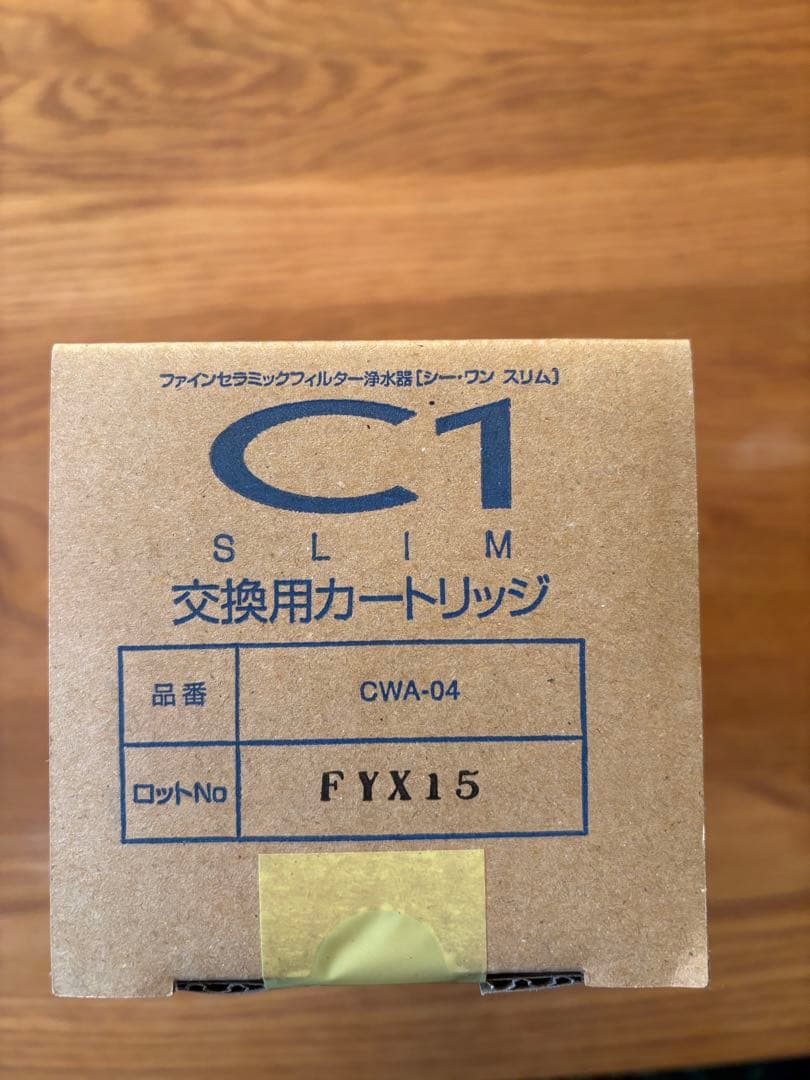 ファインセラミックフィルター浄水器[シー・ワン スリム]
C1
SLIM
交換用カートリッジ
品番 CWA-04
ロットNo FYX15